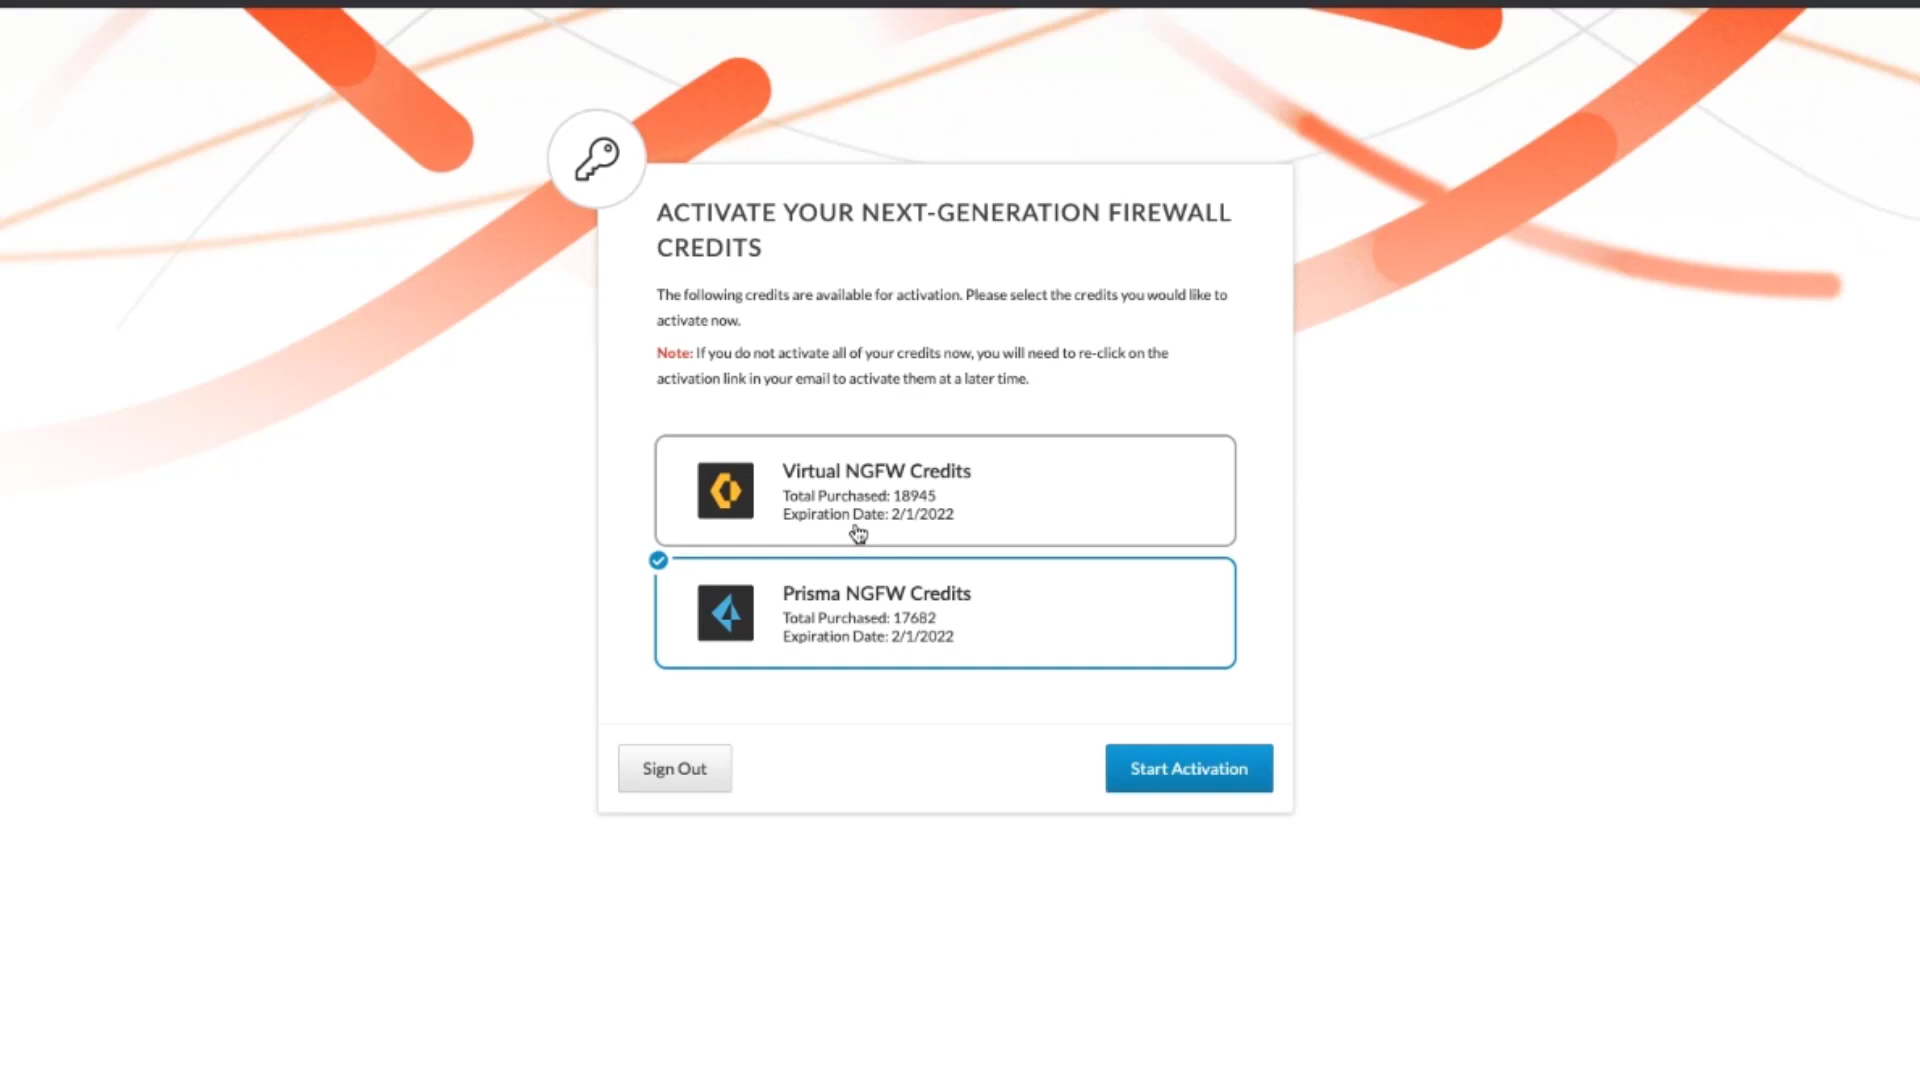 ACTIVATE YOUR NEXT-GENERATION FIREWALL
CREDITS
The following credits are available for activation. Please select the credits you would like to
activate now.
Note: If you do not activate all of your credits now, you will need to re-click on the
activation link in your email to activate them at a later time.
Virtual NGFW Credits
Total Purchased: 18945
Expiration Date: 2/1/2022
Prisma NGFW Credits
Total Purchased: 17682
Expiration Date: 2/1/2022
Sign Out
Start Activation